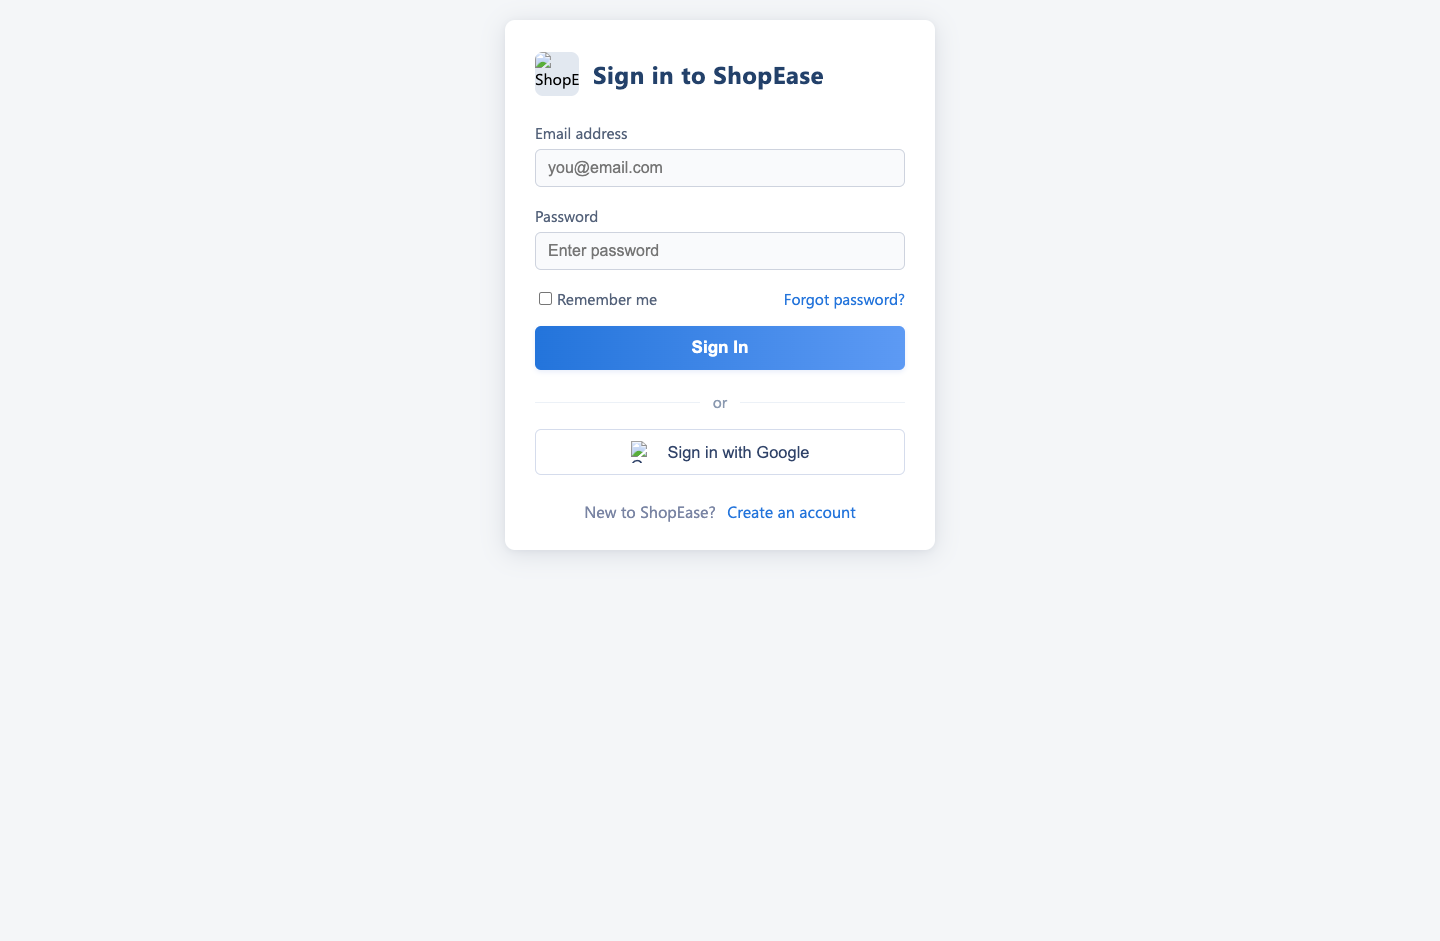 ShopE
Sign in to ShopEase
Email address
you@email.com
Password
Enter password
Remember me
Forgot password?
Sign In
or
Sign in with Google
New to ShopEase? Create an account